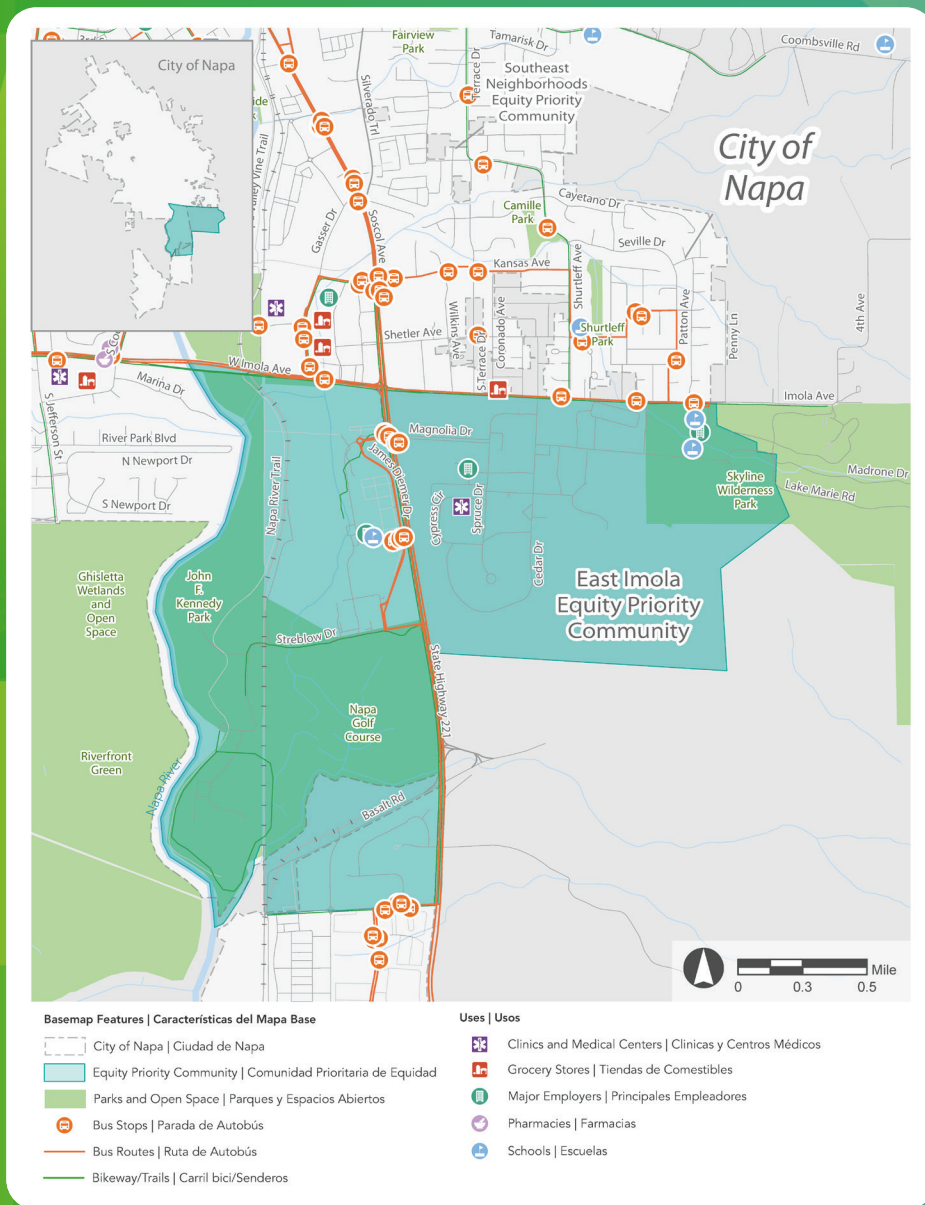 City of Napa
Fairview
Park
Tamarisk Dr
Coombsville Rd
Terrace Dr
Southeast
Neighborhoods
Equity Priority
Community
Silverado Trl
City of
Napa
Vine Trail
Gasser Dr
Soscol Ave
Camille
Park
Cayetano Dr
Seville Dr
Kansas Ave
Shurtleff Ave
Shetler Ave
Wilkins Ave
S Terrace Dr
Coronado Ave
Shurtleff
Park
Patton Ave
Penny Ln
4th Ave
W Imola Ave
Imola Ave
Marina Dr
S Jefferson St
River Park Blvd
N Newport Dr
S Newport Dr
Napa River Trail
Magnolia Dr
James Diemer Dr
Cypress Cir
Spruce Dr
Cedar Dr
Skyline
Wilderness
Park
Madrone Dr
Lake Marie Rd
Ghisletta
Wetlands
and
Open
Space
John
F.
Kennedy
Park
East Imola
Equity Priority
Community
Streblow Dr
State Highway 221
Napa
Golf
Course
Riverfront
Green
Napa River
Basalt Rd
Mile
0 0.3 0.5
Basemap Features | Características del Mapa Base
City of Napa | Ciudad de Napa
Equity Priority Community | Comunidad Prioritaria de Equidad
Parks and Open Space | Parques y Espacios Abiertos
Bus Stops | Parada de Autobús
Bus Routes | Ruta de Autobús
Bikeway/Trails | Carril bici/Senderos
Uses | Usos
Clinics and Medical Centers | Clinicas y Centros Médicos
Grocery Stores | Tiendas de Comestibles
Major Employers | Principales Empleadores
Pharmacies | Farmacias
Schools | Escuelas